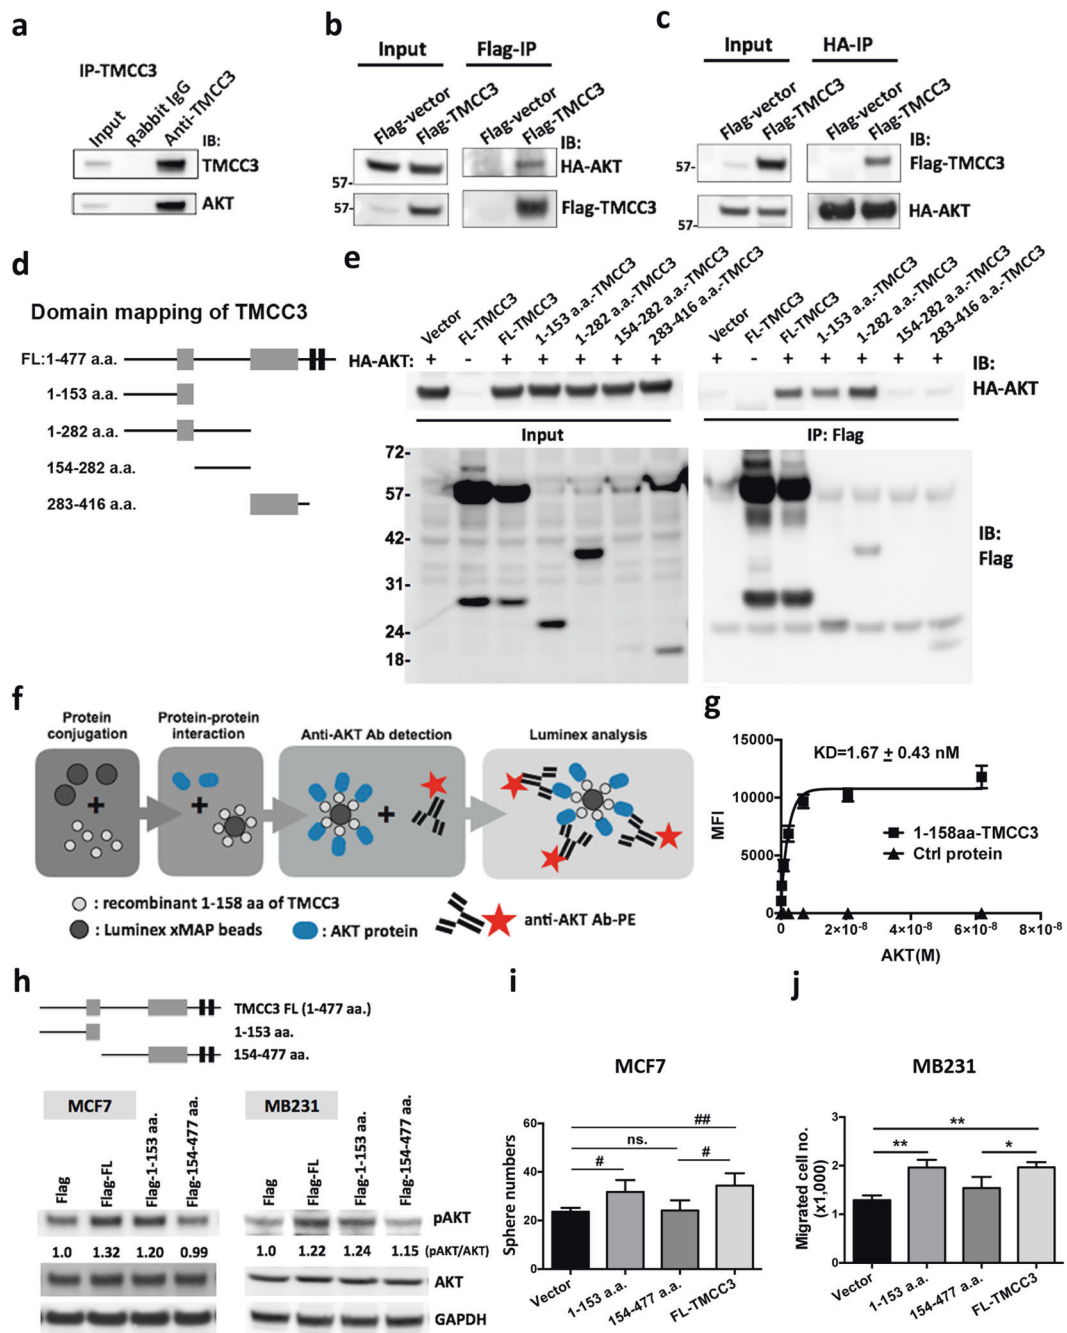 a
IP-TMCC3
Input
Rabbit IgG
Anti-TMCC3
IB:
TMCC3
AKT
b
Input
Flag-IP
Flag-vector
Flag-TMCC3
Flag-vector
Flag-TMCC3
IB:
HA-AKT
57-
57-
Flag-TMCC3
c
Input
HA-IP
Flag-vector
Flag-TMCC3
Flag-vector
Flag-TMCC3
IB:
Flag-TMCC3
57-
57-
HA-AKT
d
Domain mapping of TMCC3
FL:1-477 a.a.
1-153 a.a.
1-282 a.a.
154-282 a.a.
283-416 a.a.
e
Vector
FL-TMCC3
FL-TMCC3
1-153 a.a.-TMCC3
1-282 a.a.-TMCC3
154-282 a.a.-TMCC3
283-416 a.a.-TMCC3
Vector
FL-TMCC3
FL-TMCC3
1-153 a.a.-TMCC3
1-282 a.a.-TMCC3
154-282 a.a.-TMCC3
283-416 a.a.-TMCC3
HA-AKT: + - + + + + +
+ - + + + + +
IB:
HA-AKT
Input
IP: Flag
72-
57-
42-
31-
24-
18-
IB:
Flag
f
Protein conjugation
Protein-protein interaction
Anti-AKT Ab detection
Luminex analysis
+
+
+
: recombinant 1-158 aa of TMCC3
: Luminex xMAP beads
: AKT protein
anti-AKT Ab-PE
g
15000
10000
5000
0
MFI
KD=1.67 ± 0.43 nM
1-158aa-TMCC3
Ctrl protein
0
2×10⁻⁸
4×10⁻⁸
6×10⁻⁸
8×10⁻⁸
AKT(M)
h
TMCC3 FL (1-477 aa.)
1-153 aa.
154-477 aa.
MCF7
MB231
Flag
Flag-FL
Flag-1-153 aa.
Flag-154-477 aa.
Flag
Flag-FL
Flag-1-153 aa.
Flag-154-477 aa.
pAKT
1.0 1.32 1.20 0.99
1.0 1.22 1.24 1.15
(pAKT/AKT)
AKT
GAPDH
i
MCF7
60
40
20
0
Sphere numbers
##
ns.
#
#
Vector
1-153 a.a.
154-477 a.a.
FL-TMCC3
j
MB231
3
2
1
0
Migrated cell no.
(x1,000)
**
**
*
Vector
1-153 a.a.
154-477 a.a.
FL-TMCC3